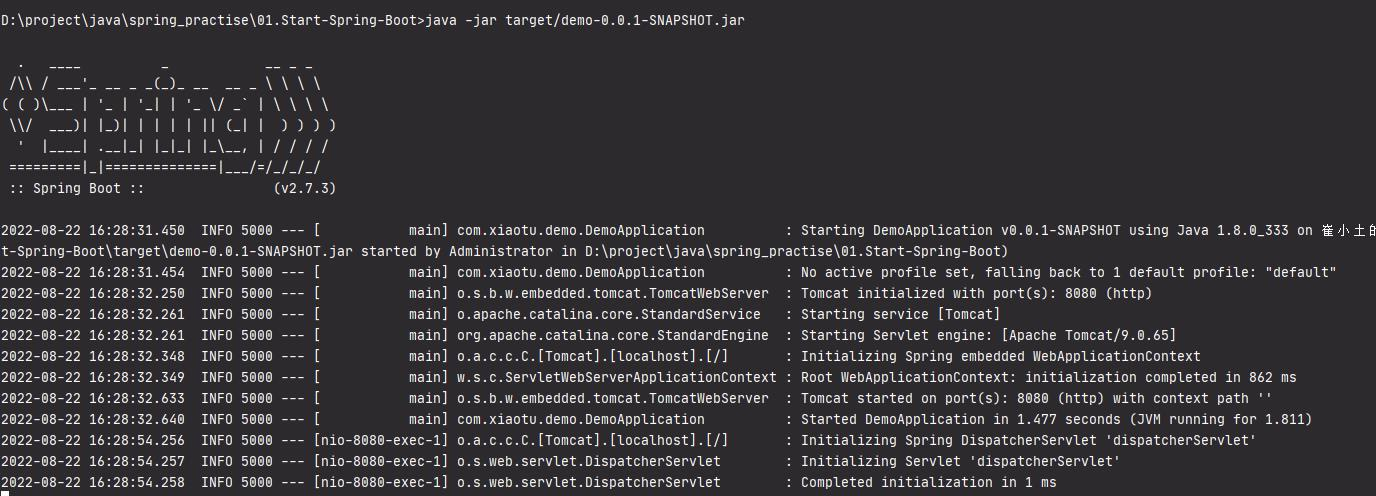 D:\project\java\spring_practise\01.Start-Spring-Boot>java -jar target/demo-0.0.1-SNAPSHOT.jar

  .   ____          _            __ _ _
 /\\ / ___'_ __ _ _(_)_ __  __ _ \ \ \ \
( ( )\___ | '_ | '_| | '_ \/ _` | \ \ \ \
 \\/  ___)| |_)| | | | | || (_| |  ) ) ) )
  '  |____| .__|_| |_|_| |_\__, | / / / /
 =========|_|==============|___/=/_/_/_/
 :: Spring Boot ::                (v2.7.3)

2022-08-22 16:28:31.450  INFO 5000 --- [           main] com.xiaotu.demo.DemoApplication          : Starting DemoApplication v0.0.1-SNAPSHOT using Java 1.8.0_333 on 崔小土的
t-Spring-Boot\target\demo-0.0.1-SNAPSHOT.jar started by Administrator in D:\project\java\spring_practise\01.Start-Spring-Boot)
2022-08-22 16:28:31.454  INFO 5000 --- [           main] com.xiaotu.demo.DemoApplication          : No active profile set, falling back to 1 default profile: "default"
2022-08-22 16:28:32.250  INFO 5000 --- [           main] o.s.b.w.embedded.tomcat.TomcatWebServer  : Tomcat initialized with port(s): 8080 (http)
2022-08-22 16:28:32.261  INFO 5000 --- [           main] o.apache.catalina.core.StandardService   : Starting service [Tomcat]
2022-08-22 16:28:32.261  INFO 5000 --- [           main] org.apache.catalina.core.StandardEngine  : Starting Servlet engine: [Apache Tomcat/9.0.65]
2022-08-22 16:28:32.348  INFO 5000 --- [           main] o.a.c.c.C.[Tomcat].[localhost].[/]       : Initializing Spring embedded WebApplicationContext
2022-08-22 16:28:32.349  INFO 5000 --- [           main] w.s.c.ServletWebServerApplicationContext : Root WebApplicationContext: initialization completed in 862 ms
2022-08-22 16:28:32.633  INFO 5000 --- [           main] o.s.b.w.embedded.tomcat.TomcatWebServer  : Tomcat started on port(s): 8080 (http) with context path ''
2022-08-22 16:28:32.640  INFO 5000 --- [           main] com.xiaotu.demo.DemoApplication          : Started DemoApplication in 1.477 seconds (JVM running for 1.811)
2022-08-22 16:28:54.256  INFO 5000 --- [nio-8080-exec-1] o.a.c.c.C.[Tomcat].[localhost].[/]       : Initializing Spring DispatcherServlet 'dispatcherServlet'
2022-08-22 16:28:54.257  INFO 5000 --- [nio-8080-exec-1] o.s.web.servlet.DispatcherServlet        : Initializing Servlet 'dispatcherServlet'
2022-08-22 16:28:54.258  INFO 5000 --- [nio-8080-exec-1] o.s.web.servlet.DispatcherServlet        : Completed initialization in 1 ms